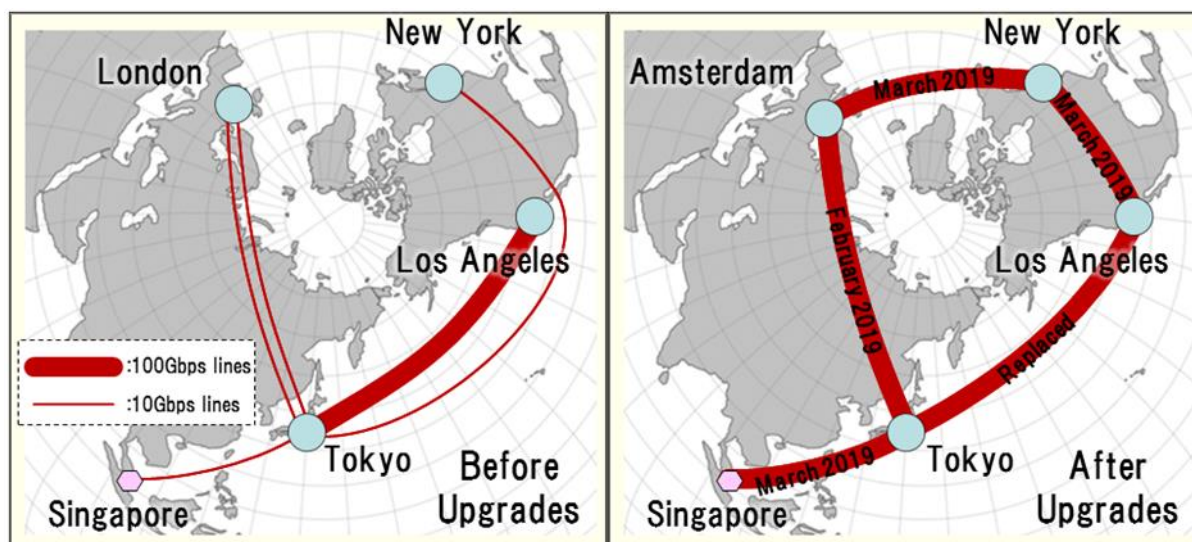 London
New York
Los Angeles
:100Gbps lines
:10Gbps lines
Tokyo
Singapore
Before
Upgrades
Amsterdam
New York
March 2019
March 2019
February 2019
Los Angeles
Replaced
March 2019
Tokyo
Singapore
After
Upgrades